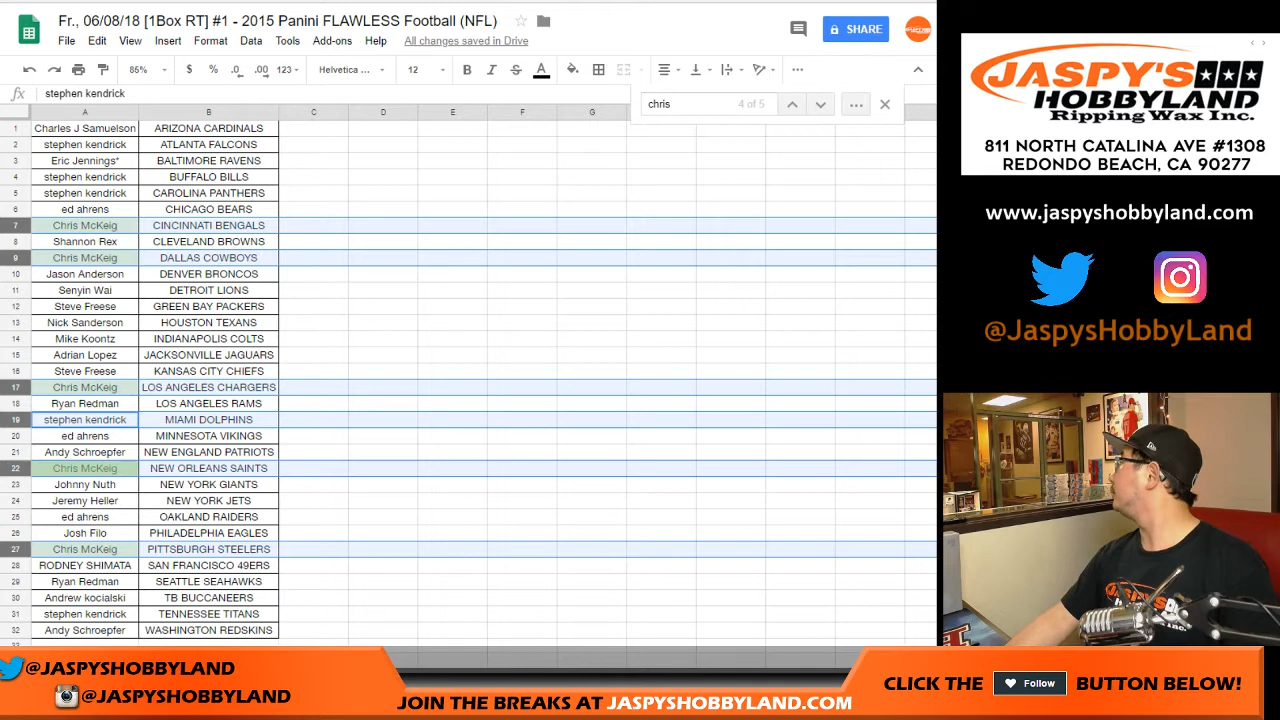 Fr., 06/08/18 [1Box RT] #1 - 2015 Panini FLAWLESS Football (NFL)
File Edit View Insert Format Data Tools Add-ons Help All changes saved in Drive
SHARE
85% $ % .0 .00 123 Helvetica ... 12 B I S A
fx stephen kendrick
chris 4 of 5
A B C D E F G
1 Charles J Samuelson ARIZONA CARDINALS
2 stephen kendrick ATLANTA FALCONS
3 Eric Jennings* BALTIMORE RAVENS
4 stephen kendrick BUFFALO BILLS
5 stephen kendrick CAROLINA PANTHERS
6 ed ahrens CHICAGO BEARS
7 Chris McKeig CINCINNATI BENGALS
8 Shannon Rex CLEVELAND BROWNS
9 Chris McKeig DALLAS COWBOYS
10 Jason Anderson DENVER BRONCOS
11 Senyin Wai DETROIT LIONS
12 Steve Freese GREEN BAY PACKERS
13 Nick Sanderson HOUSTON TEXANS
14 Mike Koontz INDIANAPOLIS COLTS
15 Adrian Lopez JACKSONVILLE JAGUARS
16 Steve Freese KANSAS CITY CHIEFS
17 Chris McKeig LOS ANGELES CHARGERS
18 Ryan Redman LOS ANGELES RAMS
19 stephen kendrick MIAMI DOLPHINS
20 ed ahrens MINNESOTA VIKINGS
21 Andy Schroepfer NEW ENGLAND PATRIOTS
22 Chris McKeig NEW ORLEANS SAINTS
23 Johnny Nuth NEW YORK GIANTS
24 Jeremy Heller NEW YORK JETS
25 ed ahrens OAKLAND RAIDERS
26 Josh Filo PHILADELPHIA EAGLES
27 Chris McKeig PITTSBURGH STEELERS
28 RODNEY SHIMATA SAN FRANCISCO 49ERS
29 Ryan Redman SEATTLE SEAHAWKS
30 Andrew kocialski TB BUCCANEERS
31 stephen kendrick TENNESSEE TITANS
32 Andy Schroepfer WASHINGTON REDSKINS
JASPY'S
HOBBYLAND
Ripping Wax Inc.
811 NORTH CATALINA AVE #1308
REDONDO BEACH, CA 90277
www.jaspyshobbyland.com
@JaspysHobbyLand
@JASPYSHOBBYLAND
@JASPYSHOBBYLAND
JOIN THE BREAKS AT JASPYSHOBBYLAND.COM
CLICK THE Follow BUTTON BELOW!